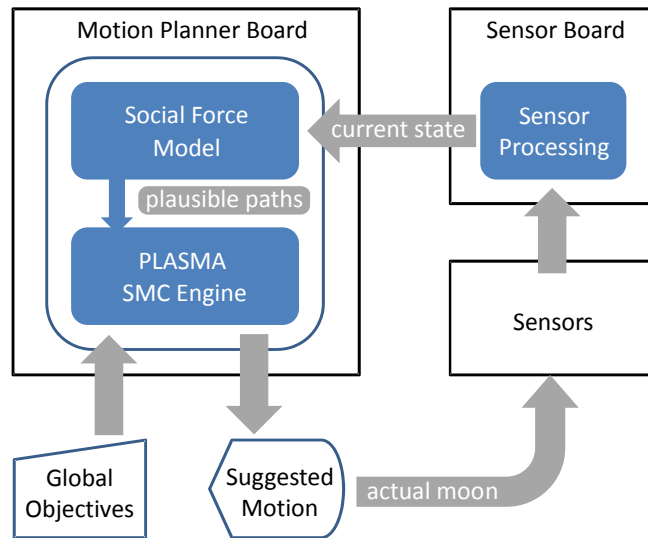 Motion Planner Board
Sensor Board
Social Force
Model
current state
Sensor
Processing
plausible paths
PLASMA
SMC Engine
Sensors
Global
Objectives
Suggested
Motion
actual moon